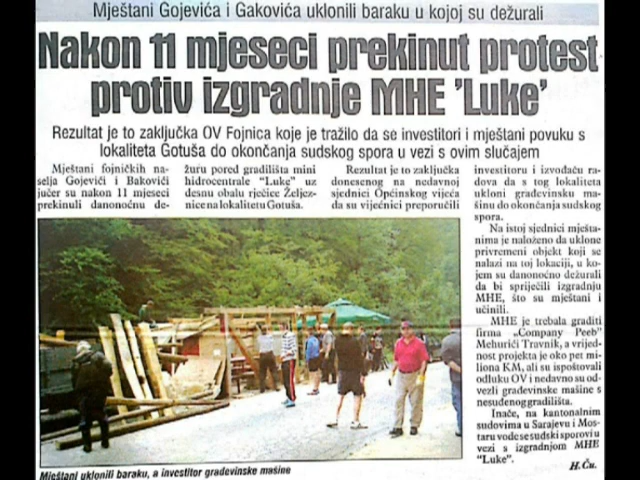 Mještani Gojevića i Gakovića uklonili baraku u kojoj su dežurali
Nakon 11 mjeseci prekinut protest
protiv izgradnje MHE 'Luke'
Rezultat je to zaključka OV Fojnica koje je tražilo da se investitori i mještani povuku s
lokaliteta Gotuša do okončanja sudskog spora u vezi s ovim slučajem
Mještani fojničkih na-
selja Gojevići i Bakovići
jučer su nakon 11 mjeseci
prekinuli danonoćnu de-
žuru pored gradilišta mini
hidrocentrale "Luke" uz
desnu obalu rječice Željez-
nice na lokalitetu Gotuša.
Rezultat je to zaključka
donesenog na nedavnoj
sjednici Općinskog vijeća
da su vijećnici preporučili
investitoru i izvođaču ra-
dova da s tog lokaliteta
ukloni građevinsku ma-
šinu do okončanja sudskog
spora.
Na istoj sjednici mješta-
nima je naloženo da uklone
privremeni objekat koji se
nalazi na toj lokaciji, u ko-
jem su danonoćno dežurali
da bi spriječili izgradnju
MHE, što su mještani i
učinili.
MHE je trebala graditi
firma „Company Peeb"
Mehurići Travnik, a vrijed-
nost projekta je oko pet mi-
liona KM, ali su ispoštovali
odluku OV i nedavno su od-
vezli građevinske mašine s
nesuđenog gradilišta.
Inače, na kantonalnim
sudovima u Sarajevu i Mos-
taru vode se sudski sporovi u
vezi s izgradnjom MHE
"Luke".
H.Ču.
Mještani uklonili baraku, a investitor građevinske mašine